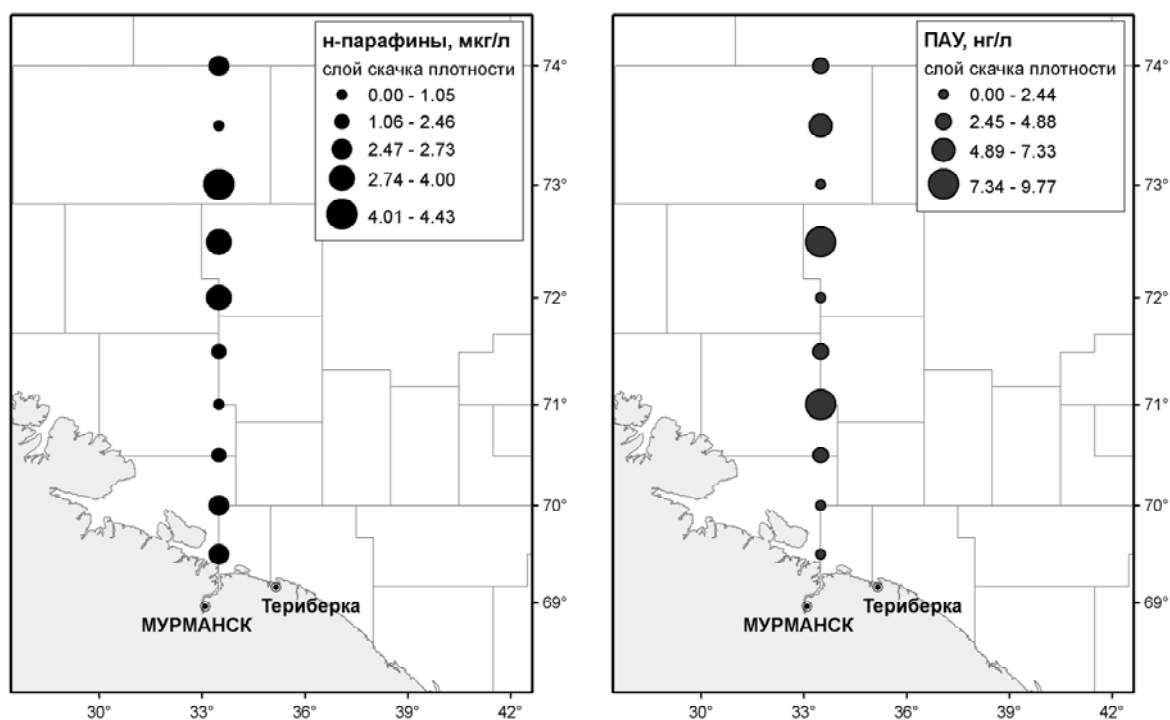 н-парафины, мкг/л
слой скачка плотности
0.00 - 1.05
1.06 - 2.46
2.47 - 2.73
2.74 - 4.00
4.01 - 4.43
74°
73°
72°
71°
70°
69°
Териберка
МУРМАНСК
30°
33°
36°
39°
42°
ПАУ, нг/л
слой скачка плотности
0.00 - 2.44
2.45 - 4.88
4.89 - 7.33
7.34 - 9.77
74°
73°
72°
71°
70°
69°
Териберка
МУРМАНСК
30°
33°
36°
39°
42°